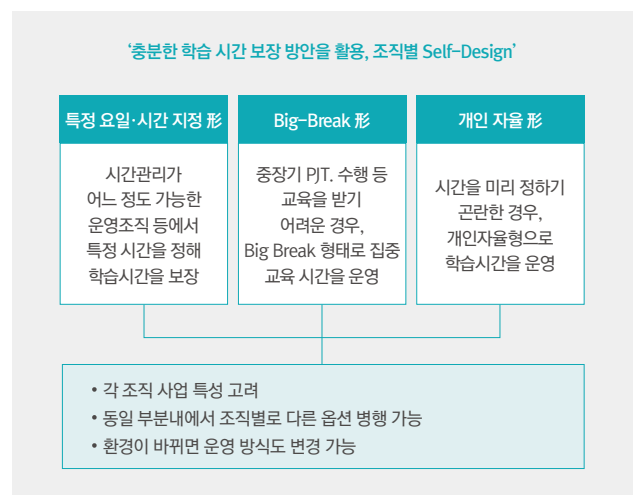 ‘충분한 학습 시간 보장 방안을 활용, 조직별 Self-Design’
특정 요일·시간 지정 形
시간관리가
어느 정도 가능한
운영조직 등에서
특정 시간을 정해
학습시간을 보장
Big-Break 形
중장기 PJT. 수행 등
교육을 받기
어려운 경우,
Big Break 형태로 집중
교육 시간을 운영
개인 자율 形
시간을 미리 정하기
곤란한 경우,
개인자율형으로
학습시간을 운영
• 각 조직 사업 특성 고려
• 동일 부분내에서 조직별로 다른 옵션 병행 가능
• 환경이 바뀌면 운영 방식도 변경 가능